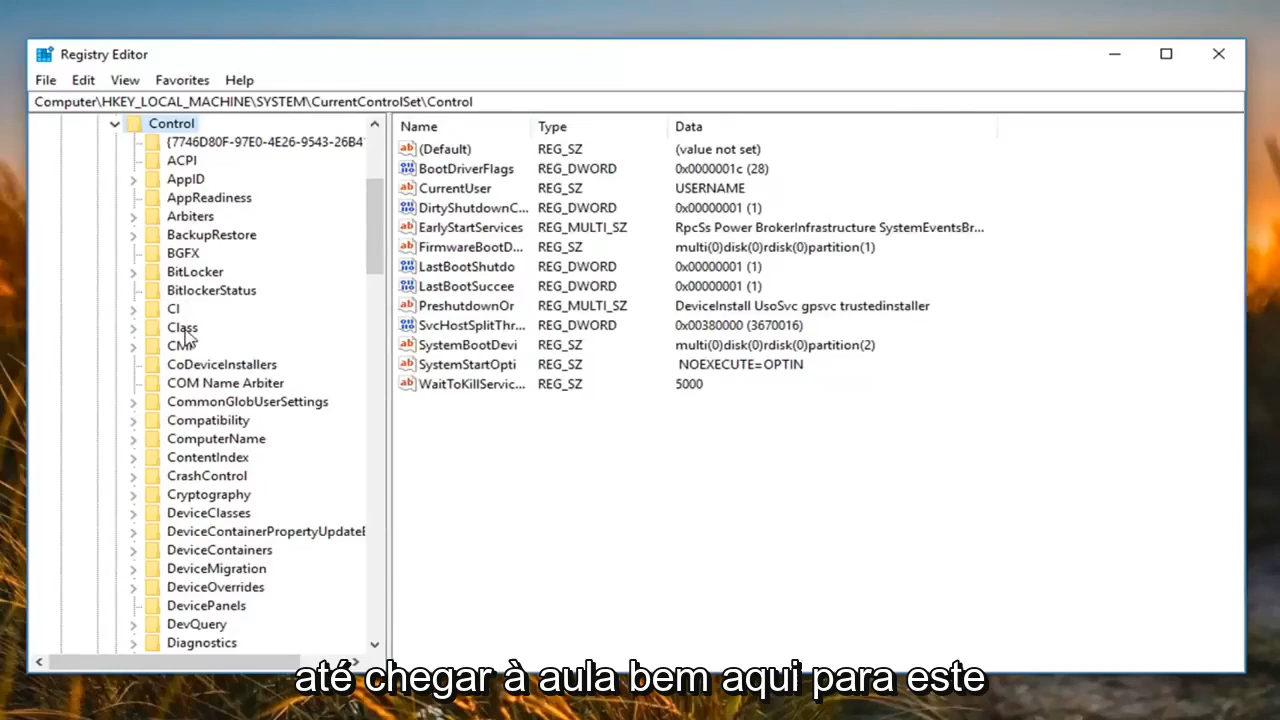 Registry Editor
File Edit View Favorites Help
Computer\HKEY_LOCAL_MACHINE\SYSTEM\CurrentControlSet\Control
Control
{7746D80F-97E0-4E26-9543-26B4
ACPI
AppID
AppReadiness
Arbiters
BackupRestore
BGFX
BitLocker
BitlockerStatus
CI
Class
CMF
CoDeviceInstallers
COM Name Arbiter
CommonGlobUserSettings
Compatibility
ComputerName
ContentIndex
CrashControl
Cryptography
DeviceClasses
DeviceContainerPropertyUpdateE
DeviceContainers
DeviceMigration
DeviceOverrides
DevicePanels
DevQuery
Diagnostics
Name Type Data
(Default) REG_SZ (value not set)
BootDriverFlags REG_DWORD 0x0000001c (28)
CurrentUser REG_SZ USERNAME
DirtyShutdownC... REG_DWORD 0x00000001 (1)
EarlyStartServices REG_MULTI_SZ RpcSs Power BrokerInfrastructure SystemEventsBr...
FirmwareBootD... REG_SZ multi(0)disk(0)rdisk(0)partition(1)
LastBootShutdo REG_DWORD 0x00000001 (1)
LastBootSuccee REG_DWORD 0x00000001 (1)
PreshutdownOr REG_MULTI_SZ DeviceInstall UsoSvc gpsvc trustedinstaller
SvcHostSplitThr... REG_DWORD 0x00380000 (3670016)
SystemBootDevi REG_SZ multi(0)disk(0)rdisk(0)partition(2)
SystemStartOpti REG_SZ NOEXECUTE=OPTIN
WaitToKillServic... REG_SZ 5000
até chegar à aula bem aqui para este